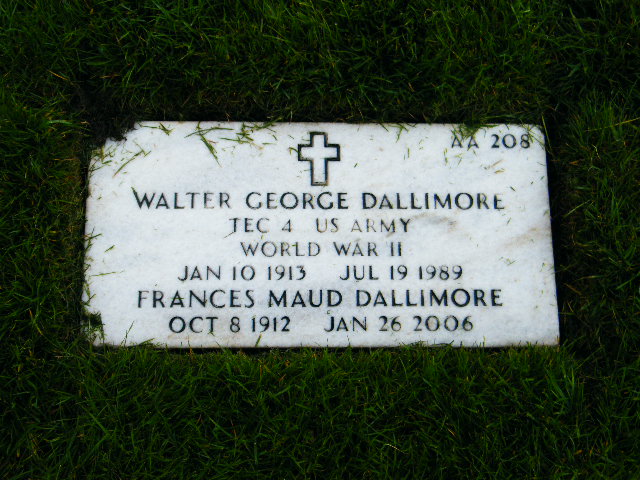 AA 208
WALTER GEORGE DALLIMORE
TEC 4 US ARMY
WORLD WAR II
JAN 10 1913 JUL 19 1989
FRANCES MAUD DALLIMORE
OCT 8 1912 JAN 26 2006